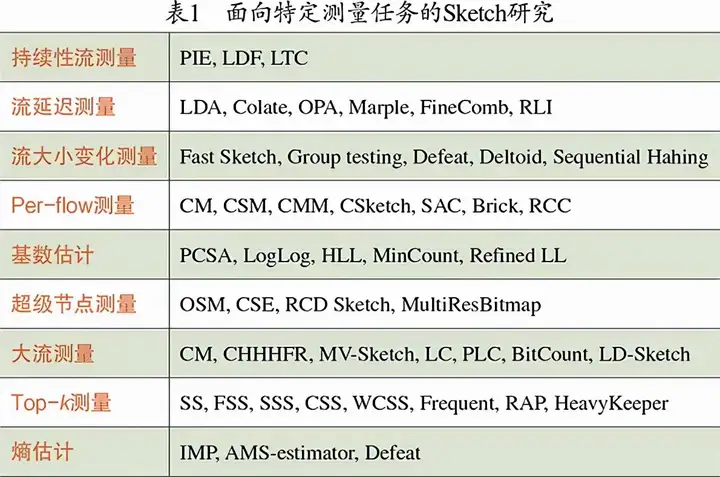 表1 面向特定测量任务的Sketch研究
持续性流测量 PIE, LDF, LTC
流延迟测量 LDA, Colate, OPA, Marple, FineComb, RLI
流大小变化测量 Fast Sketch, Group testing, Defeat, Deltoid, Sequential Hahing
Per-flow测量 CM, CSM, CMM, CSketch, SAC, Brick, RCC
基数估计 PCSA, LogLog, HLL, MinCount, Refined LL
超级节点测量 OSM, CSE, RCD Sketch, MultiResBitmap
大流测量 CM, CHHHFR, MV-Sketch, LC, PLC, BitCount, LD-Sketch
Top-k测量 SS, FSS, SSS, CSS, WCSS, Frequent, RAP, HeavyKeeper
熵估计 IMP, AMS-estimator, Defeat